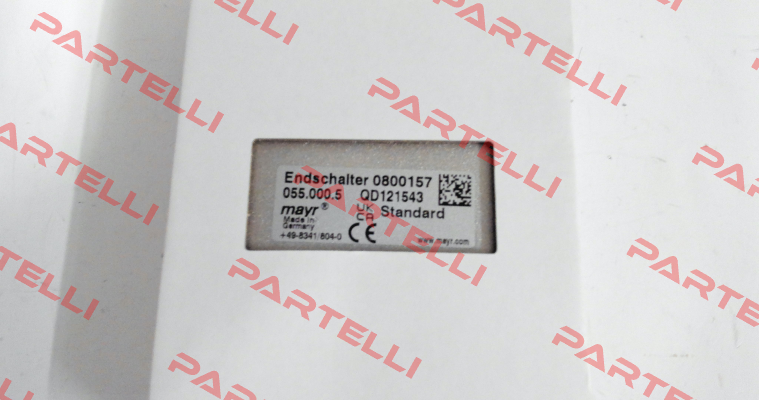 PARTELLI
PARTELLI
PARTELLI
PARTELLI
PARTELLI
Endschalter 0800157
055.000.5 QD121543
mayr® UK CA Standard
Made in Germany
+49-8341/804-0 CE www.mayr.com
PARTELLI
PARTELLI
PARTELLI
PARTELLI
PARTELLI
PARTELLI